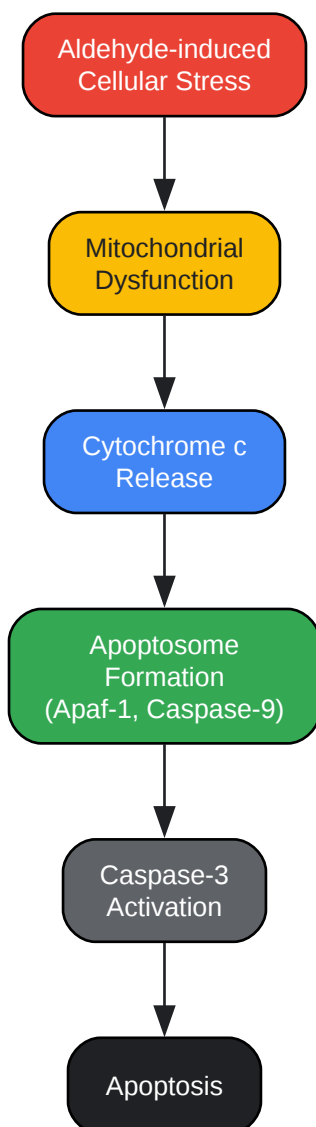 Aldehyde-induced
Cellular Stress
Mitochondrial
Dysfunction
Cytochrome c
Release
Apoptosome
Formation
(Apaf-1, Caspase-9)
Caspase-3
Activation
Apoptosis